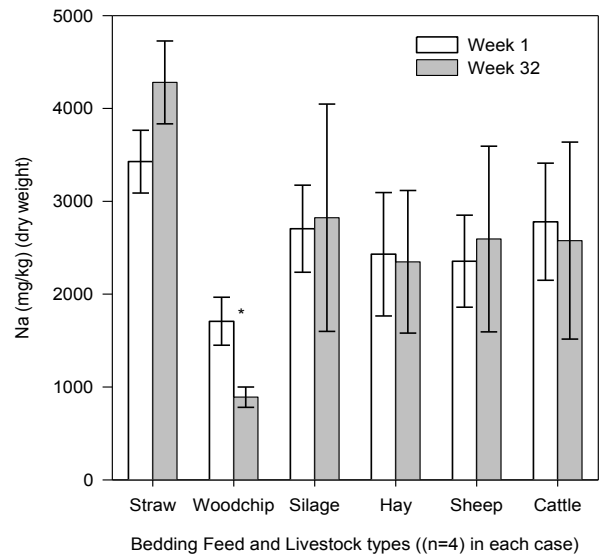 5000
4000
3000
2000
1000
0
Na (mg/kg) (dry weight)
Week 1
Week 32
*
Straw Woodchip Silage Hay Sheep Cattle
Bedding Feed and Livestock types ((n=4) in each case)